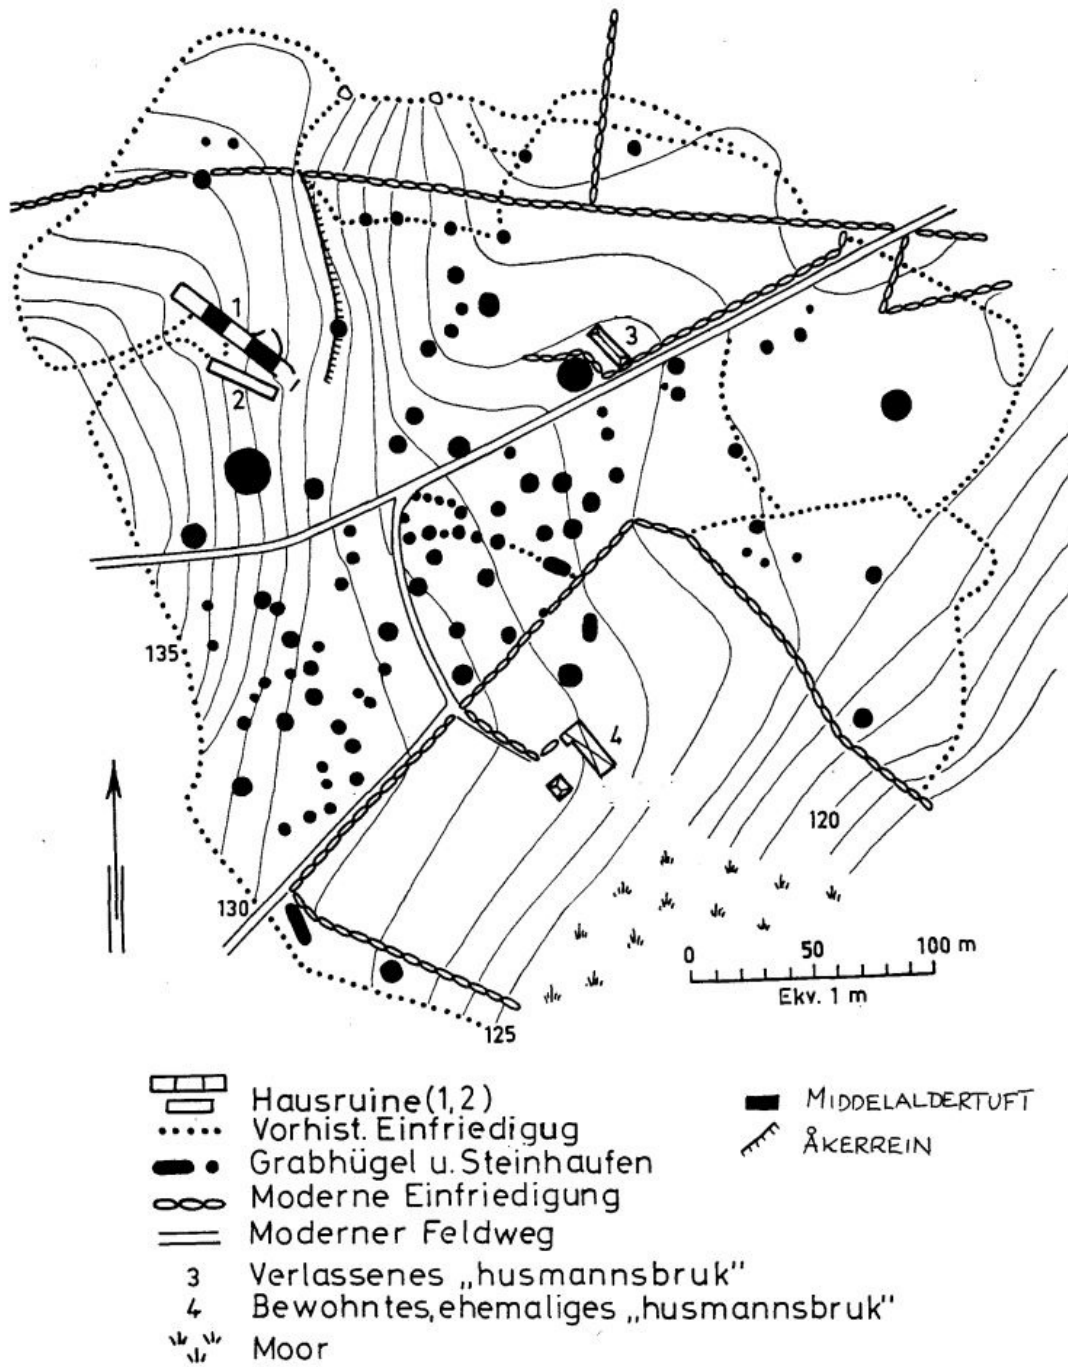 1
3
2
135
4
120
130
0 50 100 m
Ekv. 1 m
125
Hausruine (1,2)
Vorhist. Einfriedigug
Grabhügel u. Steinhaufen
Moderne Einfriedigung
Moderner Feldweg
3 Verlassenes „husmannsbruk"
4 Bewohntes, ehemaliges „husmannsbruk"
Moor
MIDDELALDERTUFT
ÅKERREIN